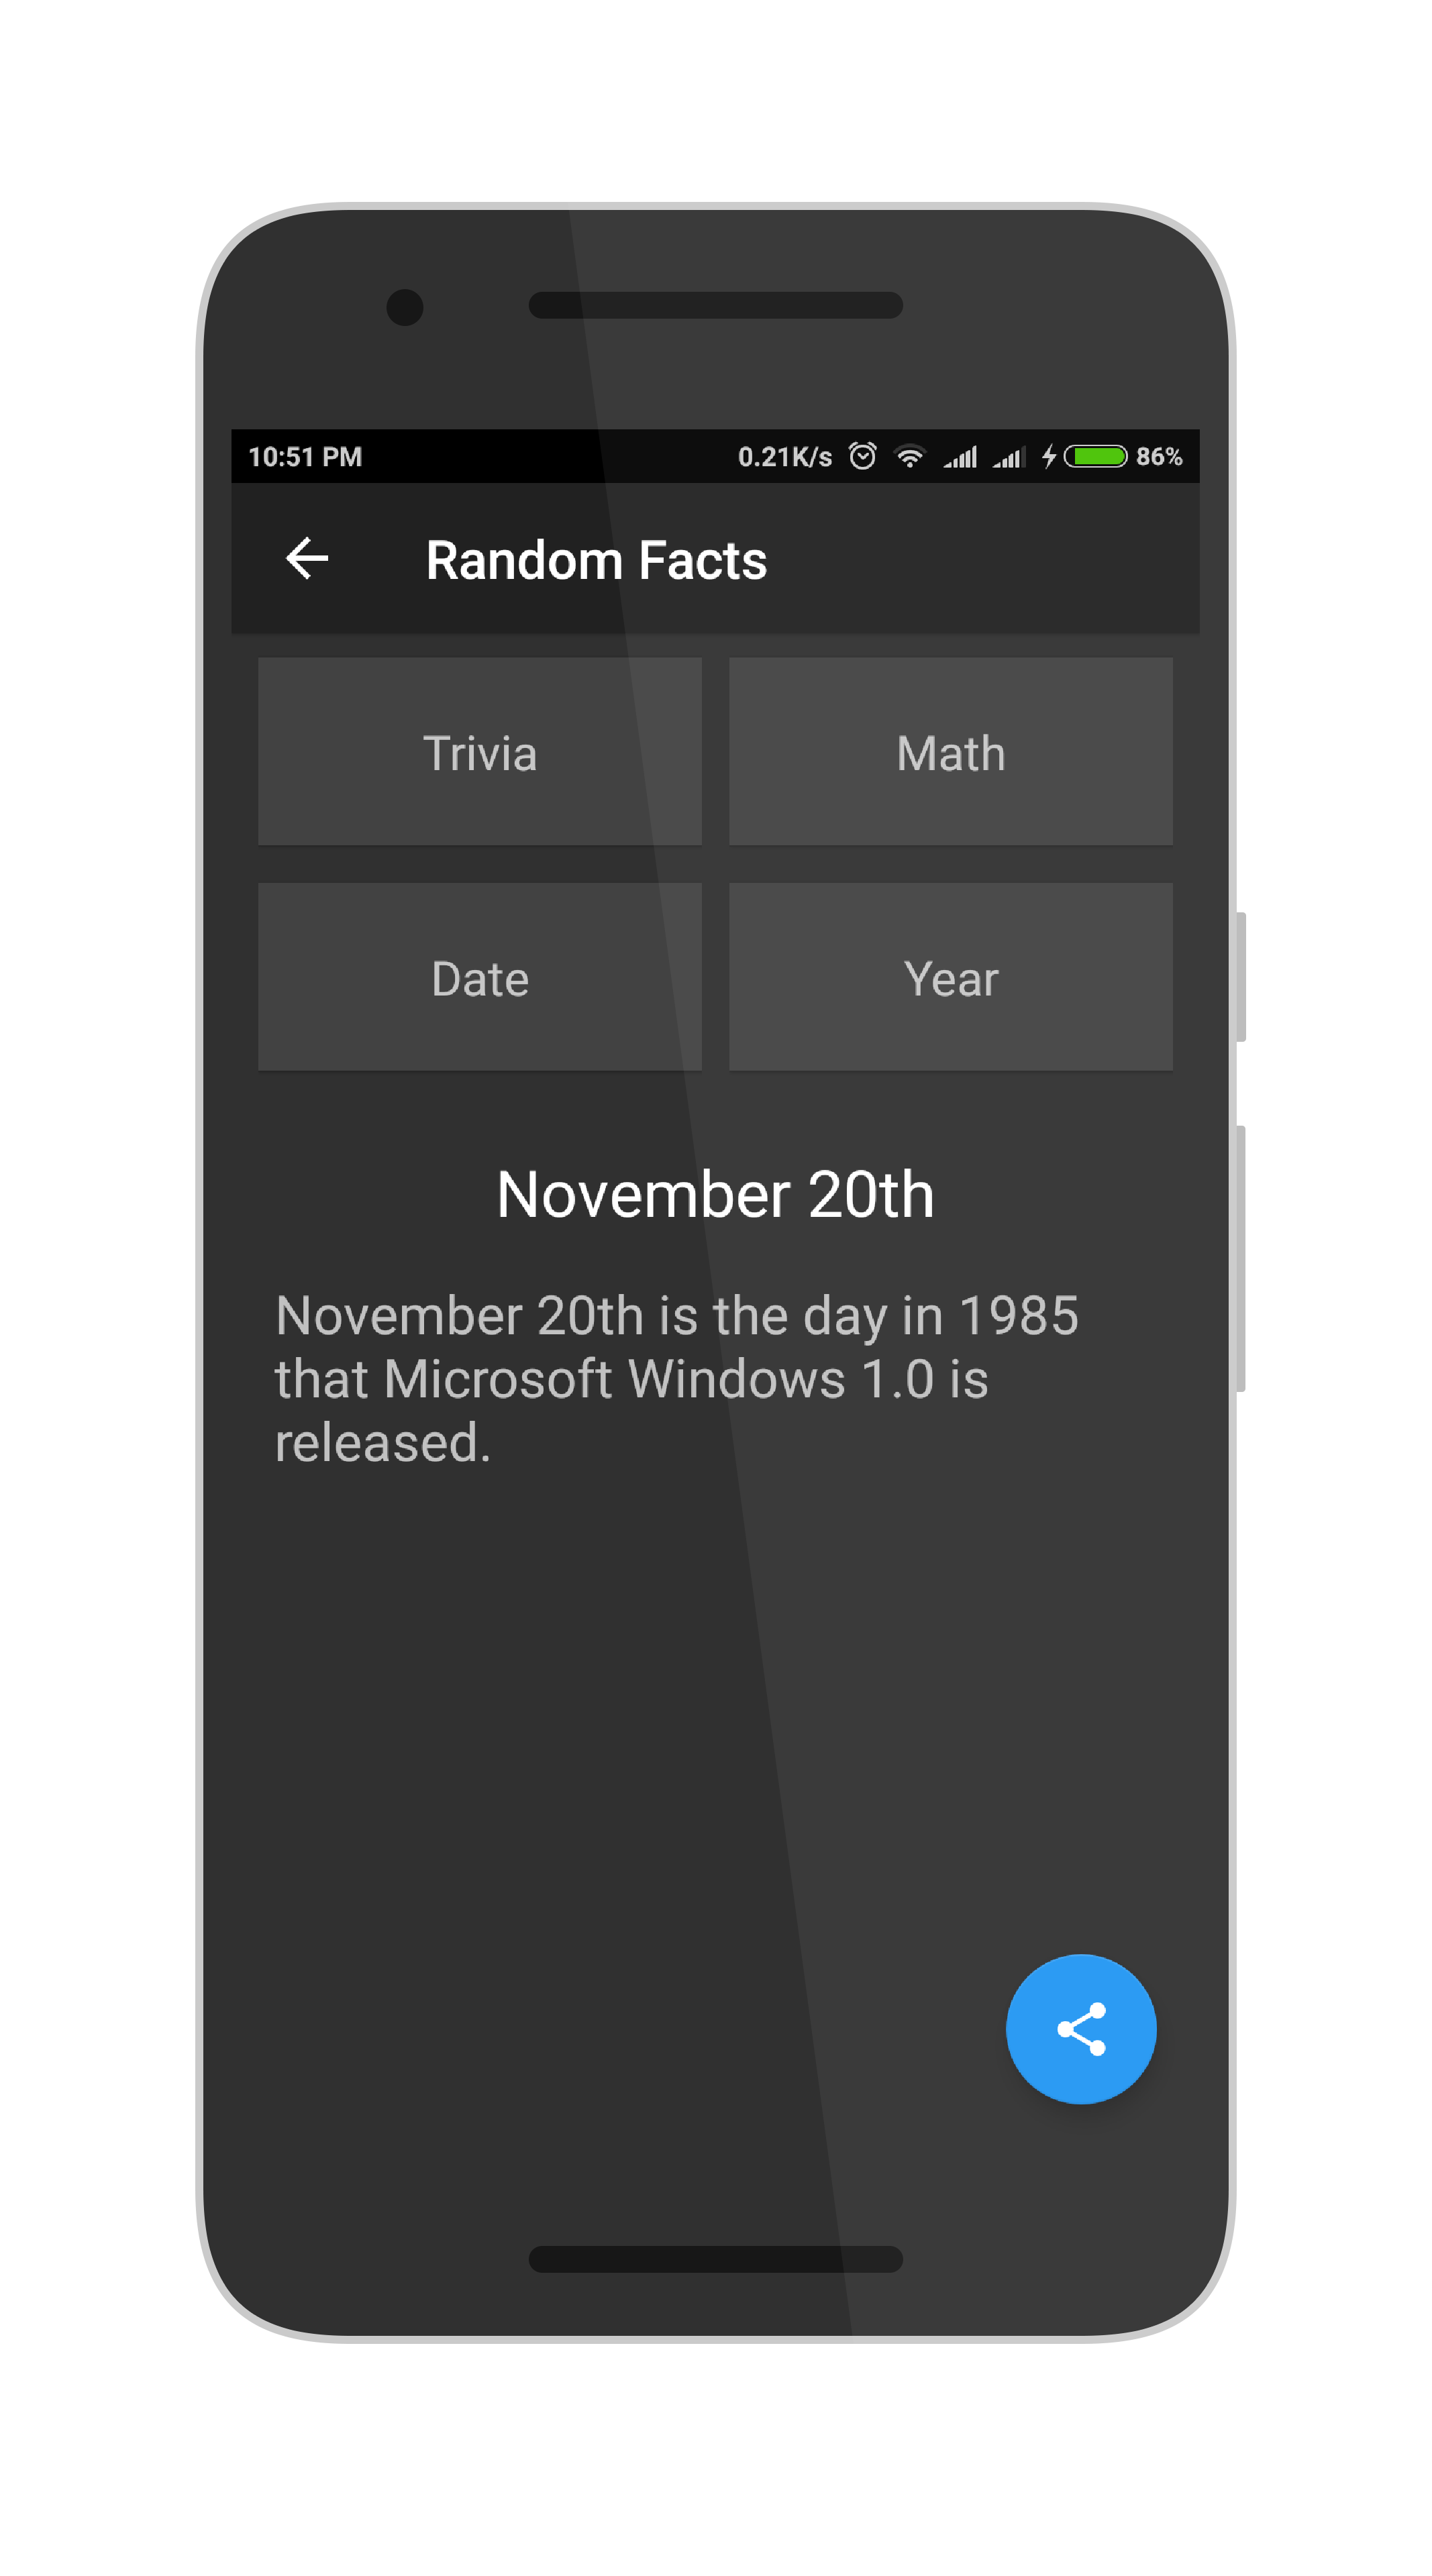 10:51 PM 0.21K/s 86%
Random Facts
Trivia Math
Date Year
November 20th
November 20th is the day in 1985
that Microsoft Windows 1.0 is
released.